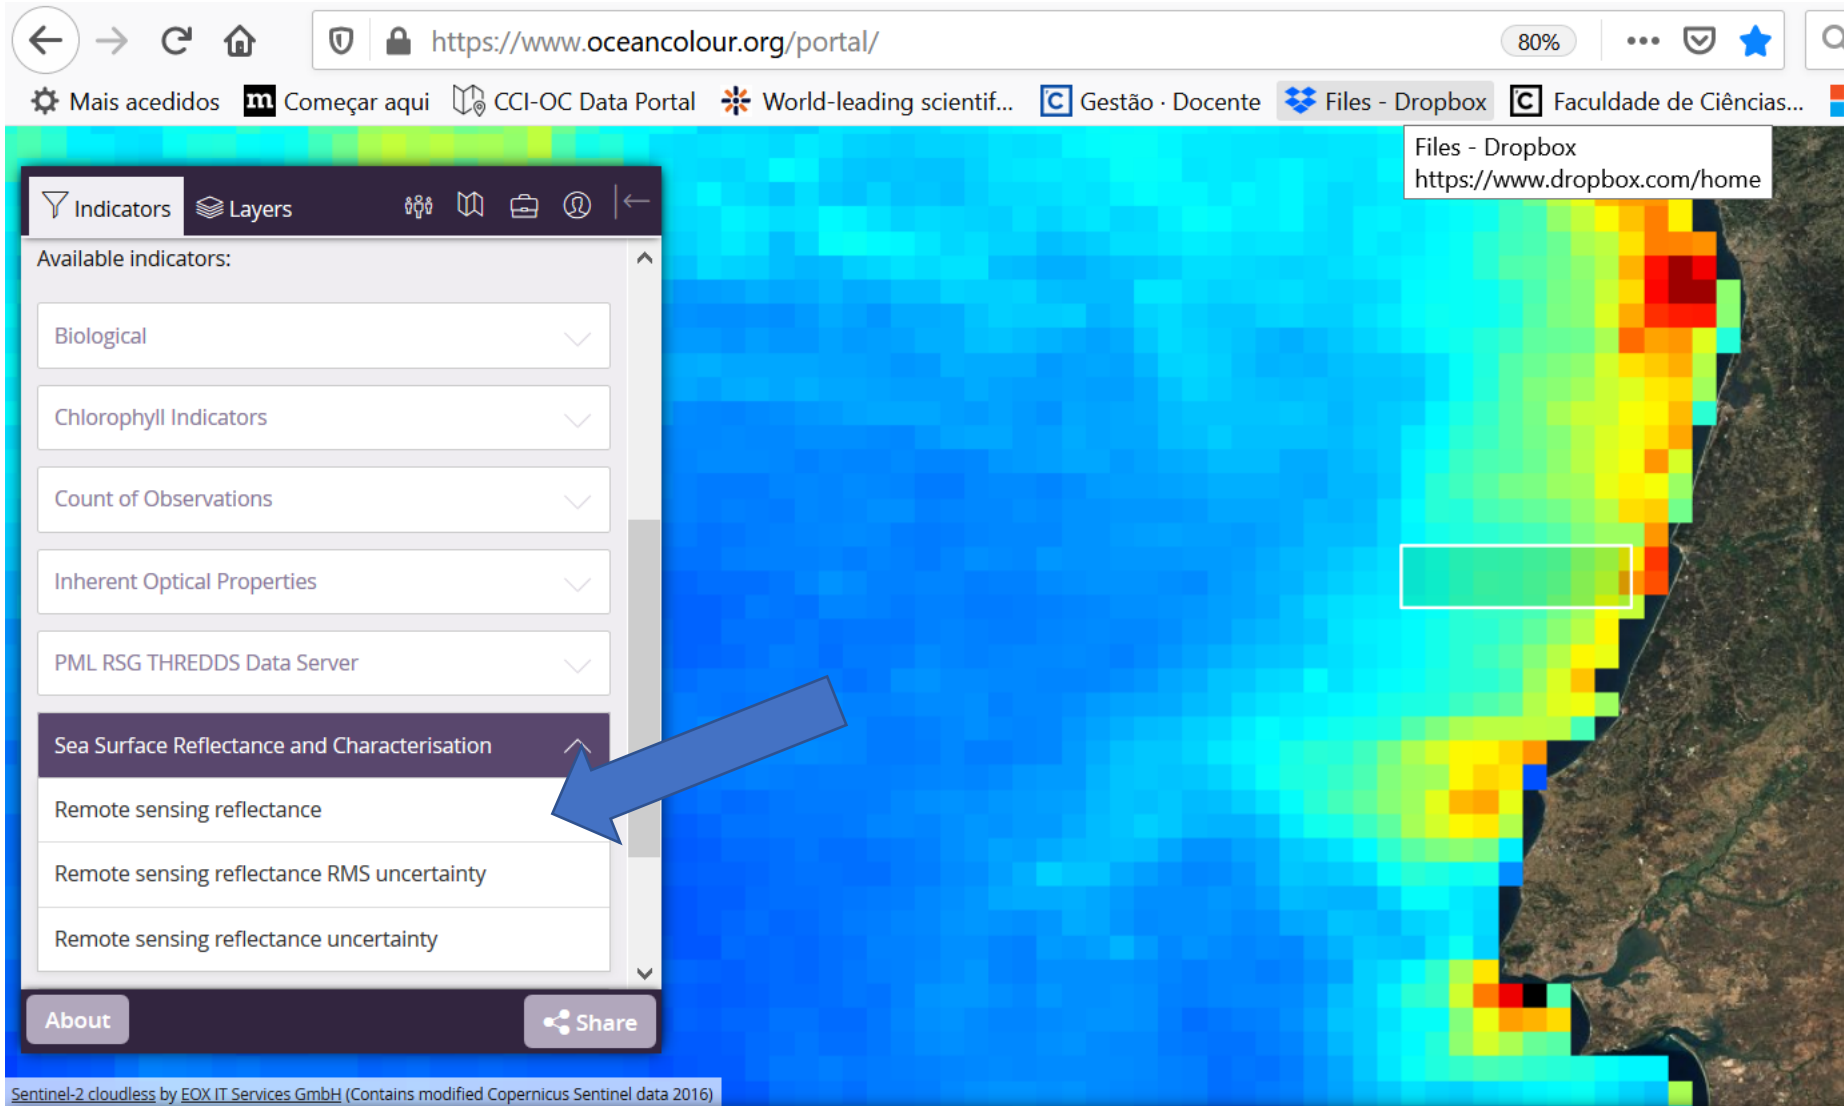 https://www.oceancolour.org/portal/
80%
Mais acedidos
m Começar aqui
CCI-OC Data Portal
World-leading scientif...
C Gestão · Docente
Files - Dropbox
C Faculdade de Ciências...
Files - Dropbox
https://www.dropbox.com/home
Indicators
Layers
Available indicators:
Biological
Chlorophyll Indicators
Count of Observations
Inherent Optical Properties
PML RSG THREDDS Data Server
Sea Surface Reflectance and Characterisation
Remote sensing reflectance
Remote sensing reflectance RMS uncertainty
Remote sensing reflectance uncertainty
About
Share
Sentinel-2 cloudless by EOX IT Services GmbH (Contains modified Copernicus Sentinel data 2016)